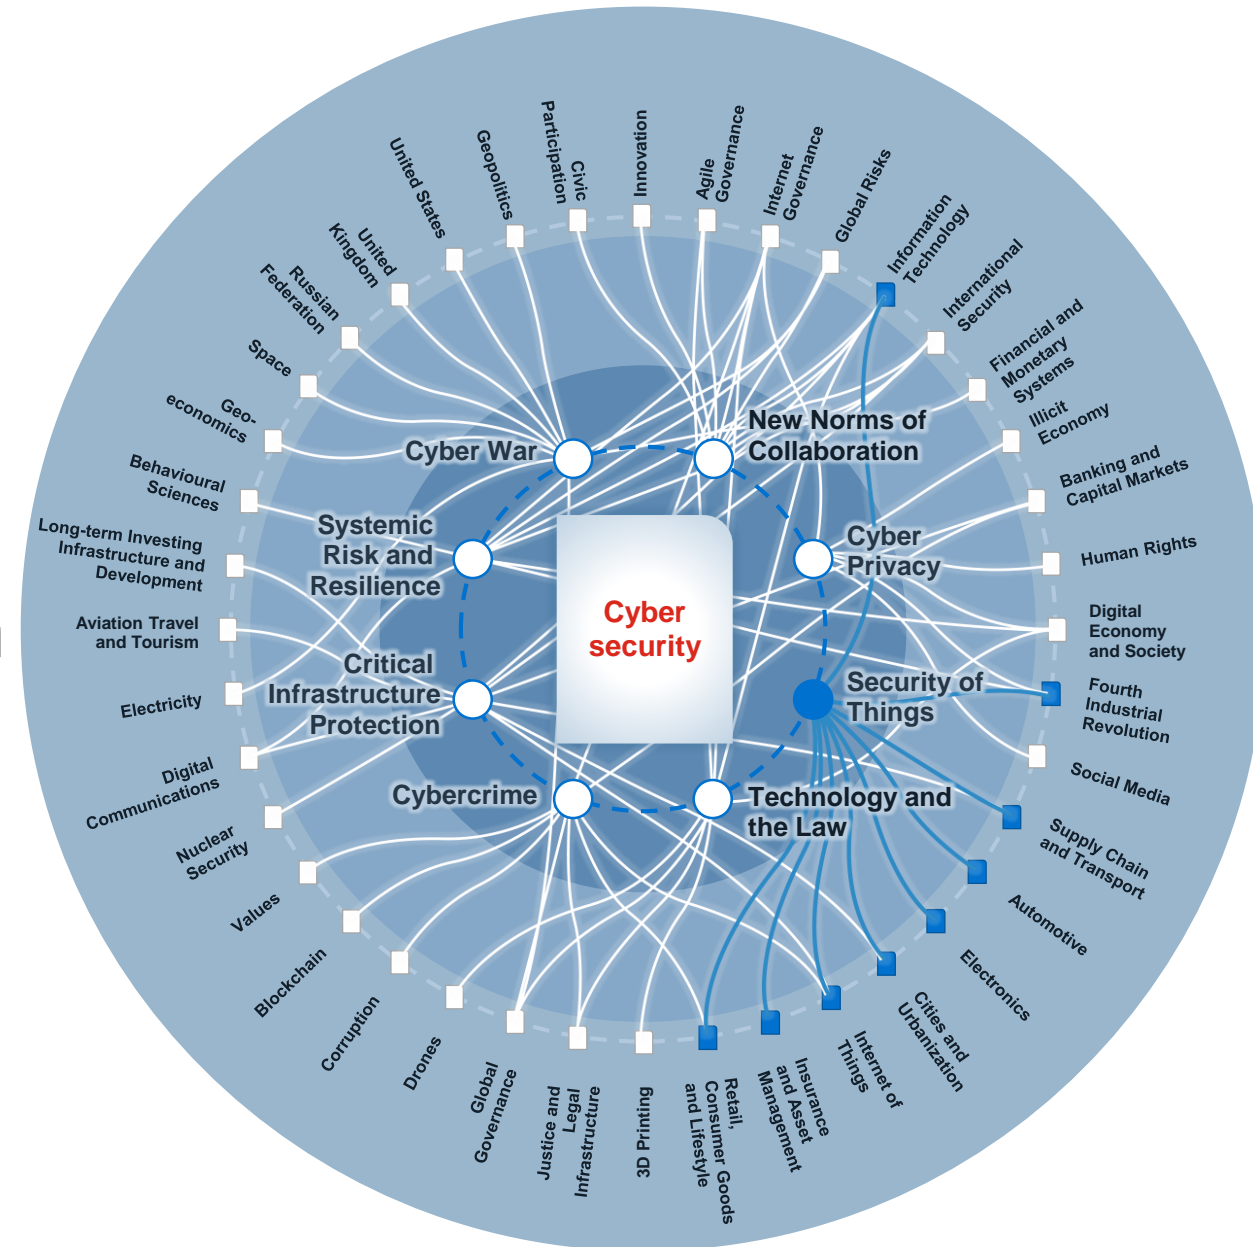 Cyber
security
Cyber War
New Norms of
Collaboration
Cyber
Privacy
Security of
Things
Technology and
the Law
Cybercrime
Critical
Infrastructure
Protection
Systemic
Risk and
Resilience
Innovation
Agile
Governance
Internet
Governance
Global Risks
Information
Technology
International
Security
Financial and
Monetary
Systems
Illicit
Economy
Banking and
Capital Markets
Human Rights
Digital
Economy
and Society
Fourth
Industrial
Revolution
Social Media
Supply Chain
and Transport
Automotive
Electronics
Cities and
Urbanization
Internet of
Things
Insurance
and Asset
Management
Retail,
Consumer Goods
and Lifestyle
3D Printing
Justice and
Legal
Infrastructure
Global
Governance
Drones
Corruption
Blockchain
Values
Nuclear
Security
Digital
Communications
Electricity
Aviation Travel
and Tourism
Long-term Investing
Infrastructure and
Development
Behavioural
Sciences
Geo-
economics
Space
Russian
Federation
United
Kingdom
United States
Geopolitics
Civic
Participation